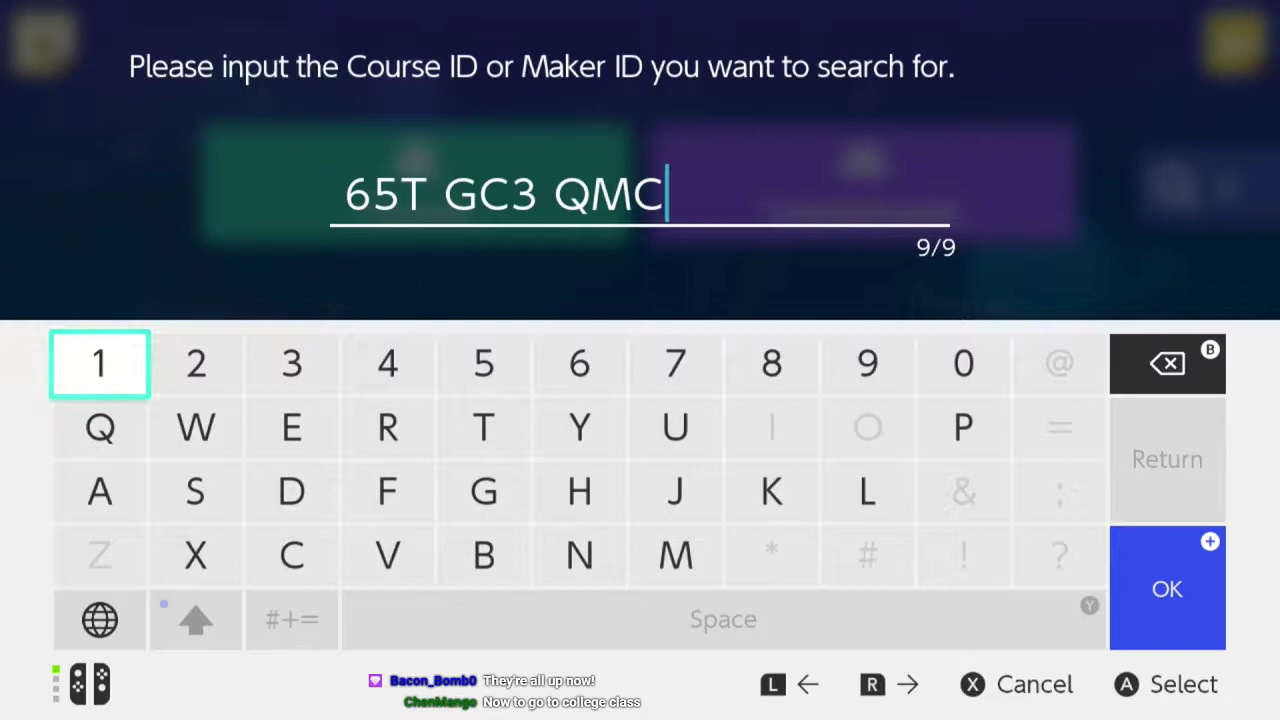 Please input the Course ID or Maker ID you want to search for.
65T GC3 QMC
9/9
1 2 3 4 5 6 7 8 9 0 @ B
Q W E R T Y U I O P = Return
A S D F G H J K L & ;
Z X C V B N M * # ! ? + OK
#+= Space Y
Bacon_Bomb0 They're all up now!
ChenMango Now to go to college class
L ← R → X Cancel A Select